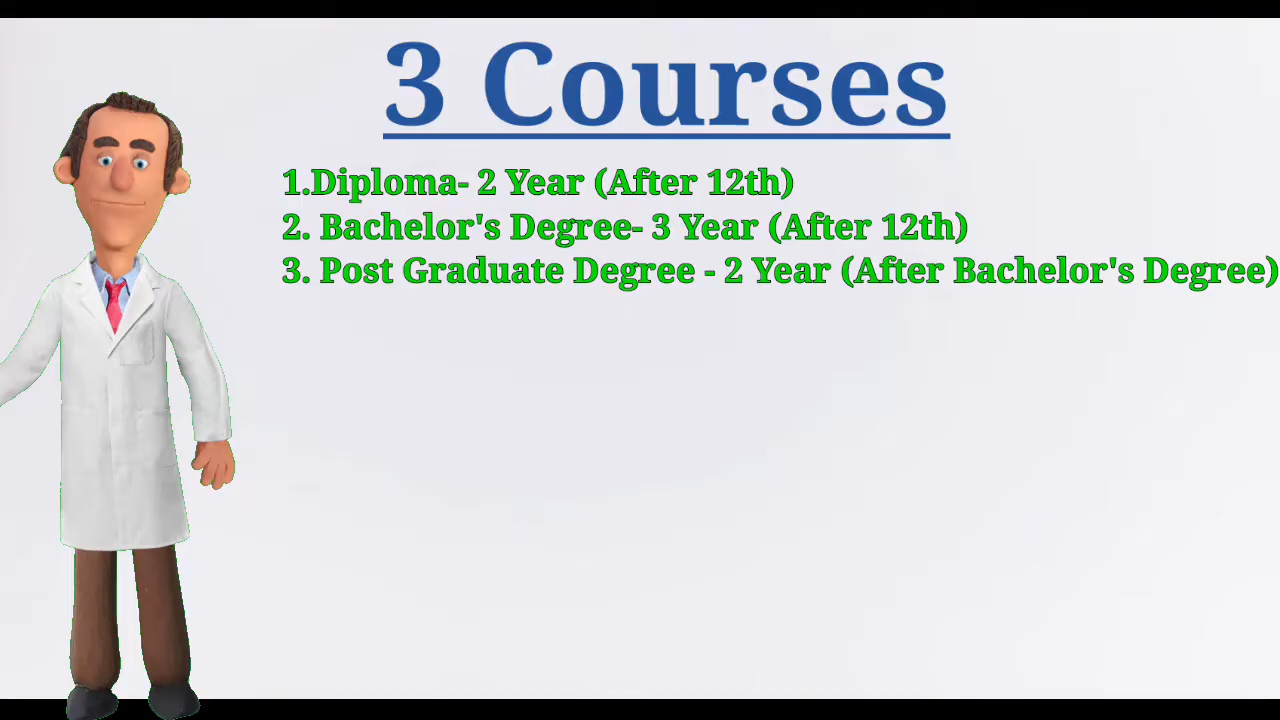 3 Courses
1.Diploma- 2 Year (After 12th)
2. Bachelor's Degree- 3 Year (After 12th)
3. Post Graduate Degree - 2 Year (After Bachelor's Degree)